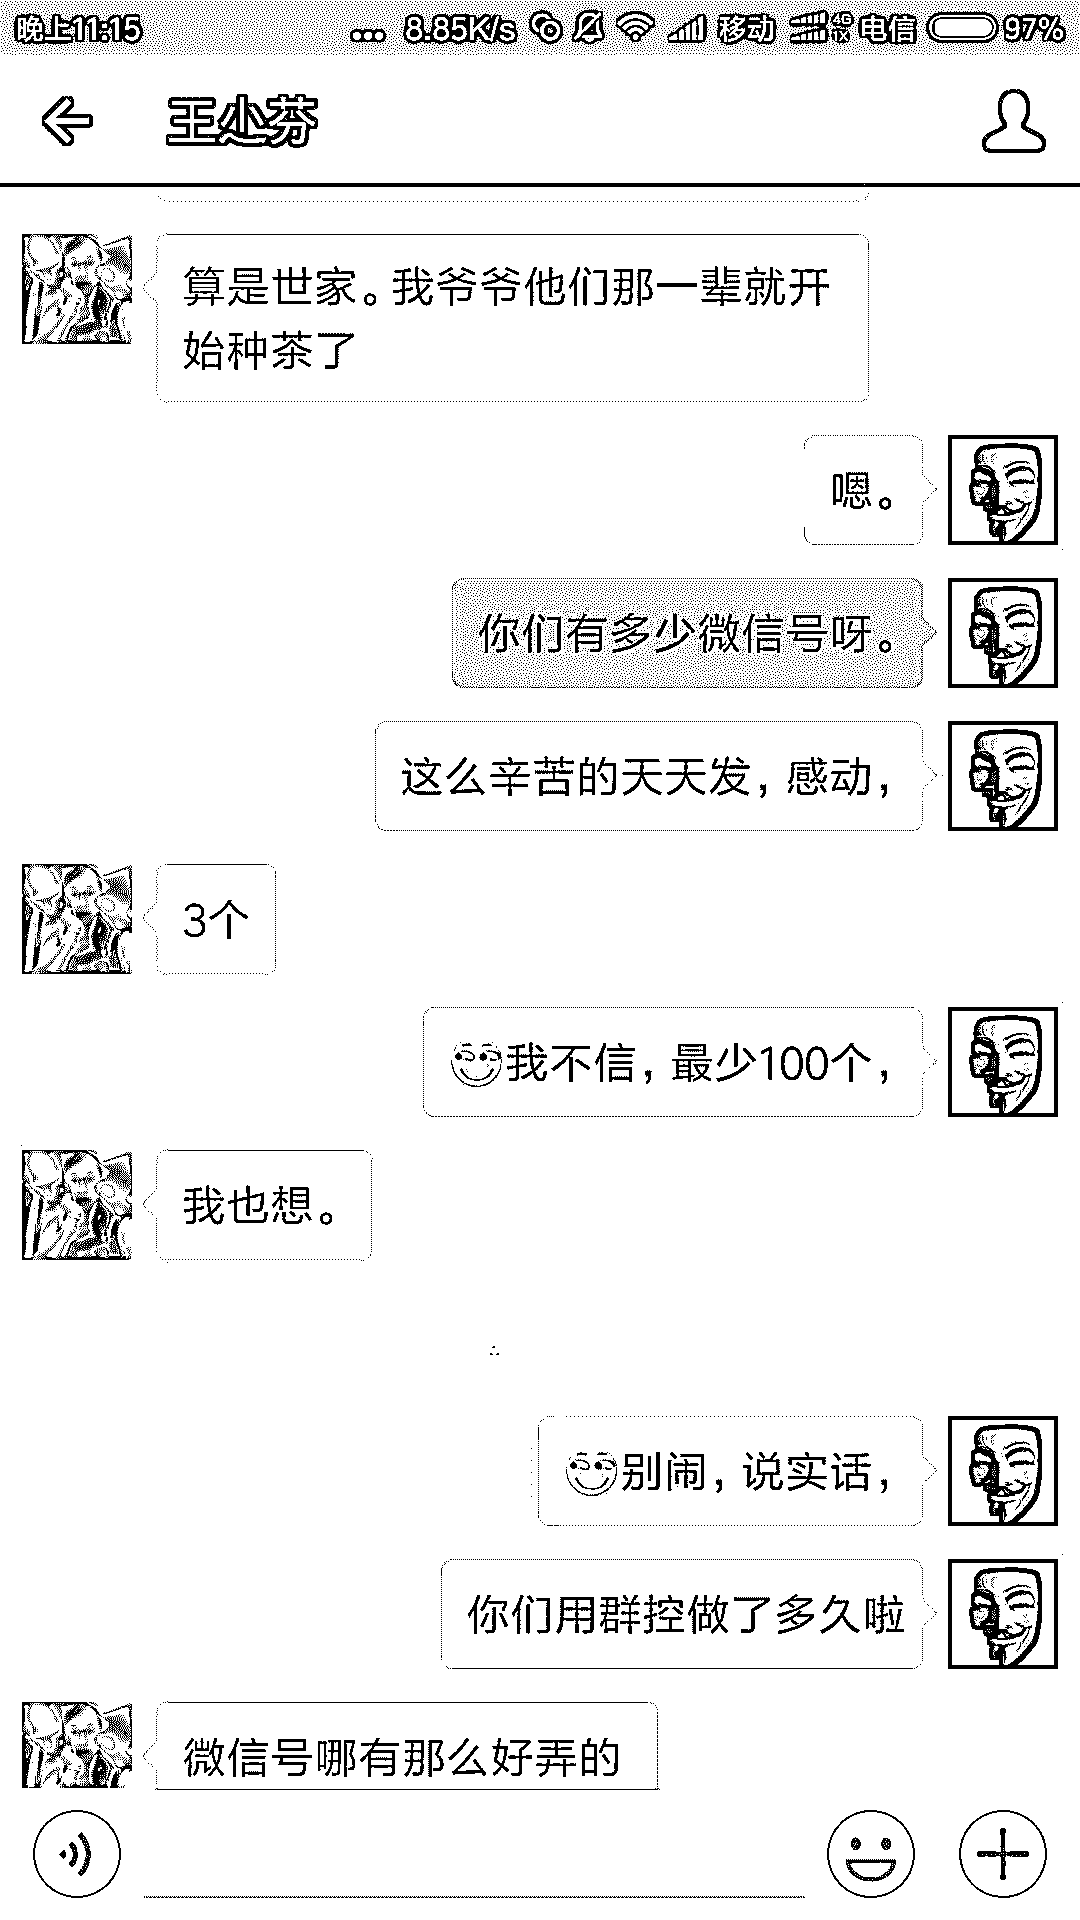 晚上11:15
... 8.85K/s 移动 4G 1X 电信 97%
王小芬
算是世家。我爷爷他们那一辈就开
始种茶了
嗯。
你们有多少微信号呀。
这么辛苦的天天发，感动，
3个
我不信，最少100个，
我也想。
别闹，说实话，
你们用群控做了多久啦
微信号哪有那么好弄的